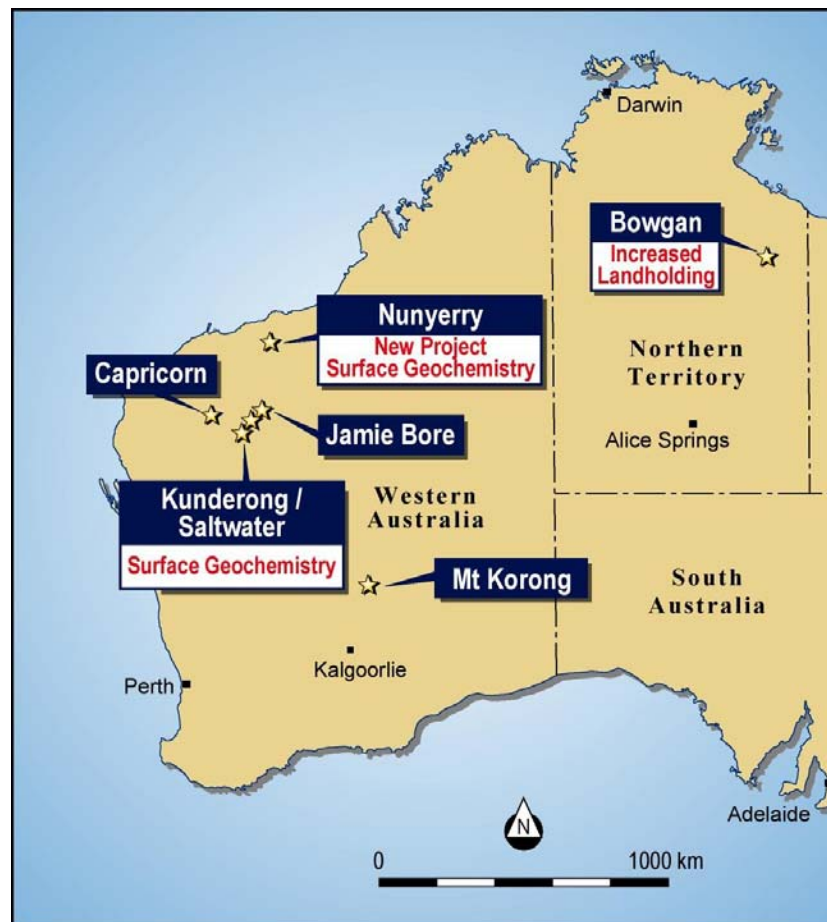 Darwin
Bowgan
Increased
Landholding
Nunyerry
New Project
Surface Geochemistry
Northern
Territory
Capricorn
Jamie Bore
Alice Springs
Kunderong /
Saltwater
Surface Geochemistry
Western
Australia
Mt Korong
South
Australia
Kalgoorlie
Perth
Adelaide
N
0
1000 km